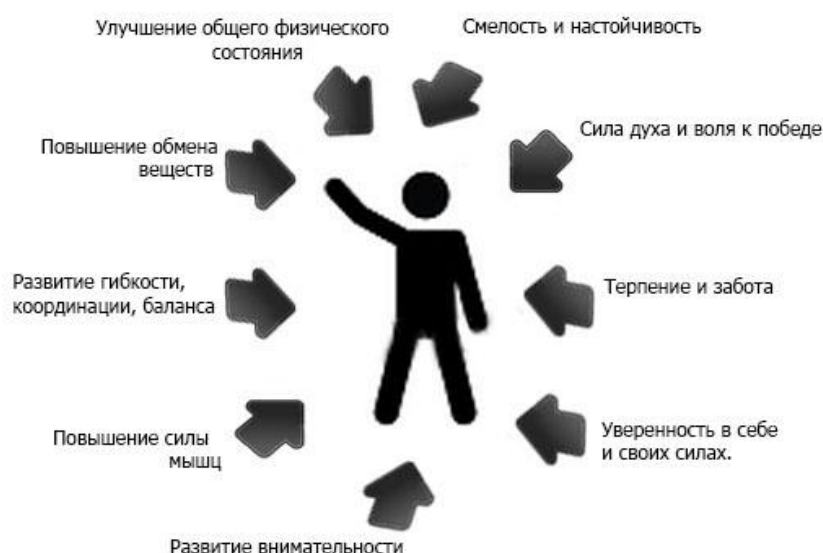 Улучшение общего физического
состояния
Смелость и настойчивость
Повышение обмена
веществ
Сила духа и воля к победе
Развитие гибкости,
координации, баланса
Терпение и забота
Повышение силы
мышц
Уверенность в себе
и своих силах.
Развитие внимательности